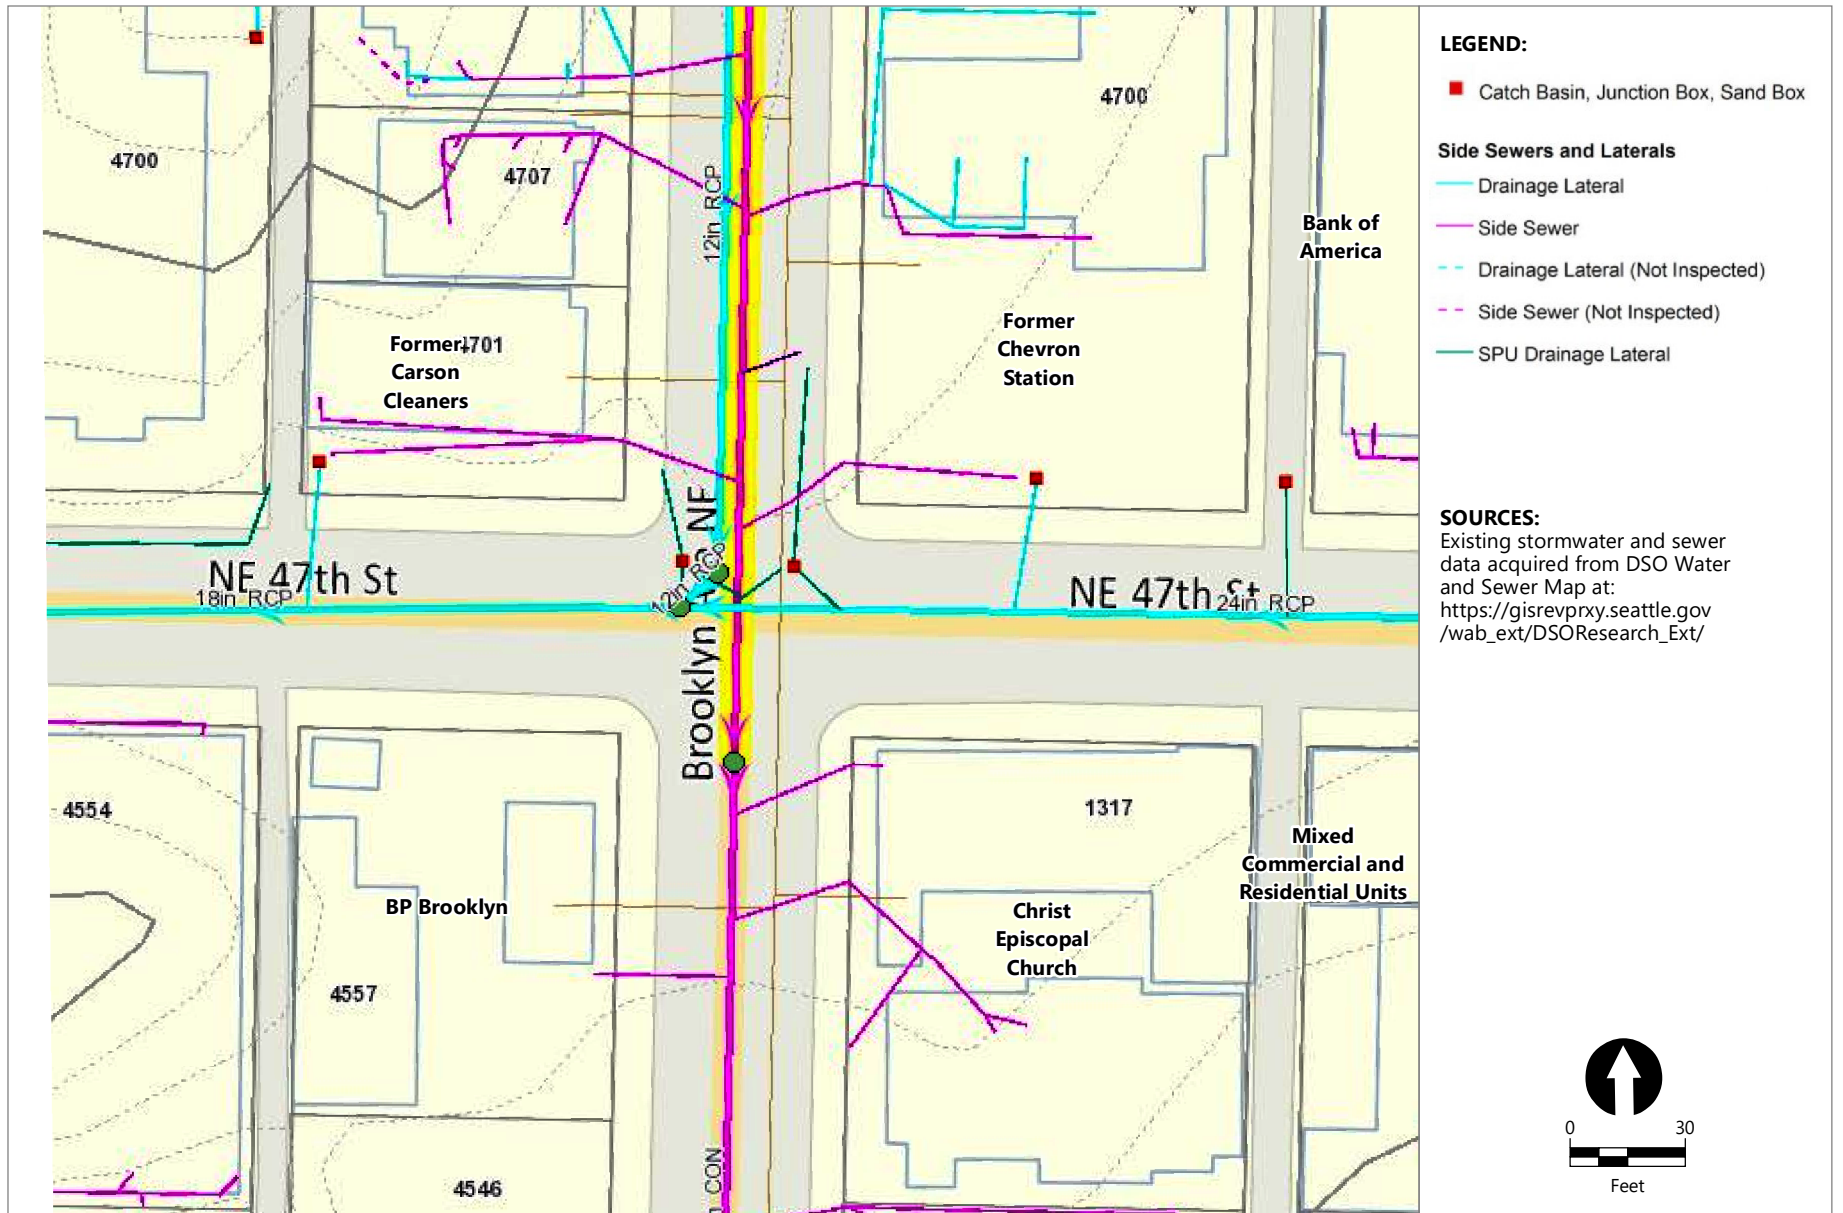 4700
4707
12in RCP
4700
Bank of
America
Former
4701
Carson
Cleaners
Former
Chevron
Station
NE
NE 47th St
18in RCP
12in RCP
NE 47th St
24in RCP
Brooklyn
4554
BP Brooklyn
4557
4546
CON
1317
Mixed
Commercial and
Residential Units
Christ
Episcopal
Church
LEGEND:
Catch Basin, Junction Box, Sand Box
Side Sewers and Laterals
Drainage Lateral
Side Sewer
Drainage Lateral (Not Inspected)
Side Sewer (Not Inspected)
SPU Drainage Lateral
SOURCES:
Existing stormwater and sewer
data acquired from DSO Water
and Sewer Map at:
https://gisrevprxy.seattle.gov
/wab_ext/DSOResearch_Ext/
0 30
Feet